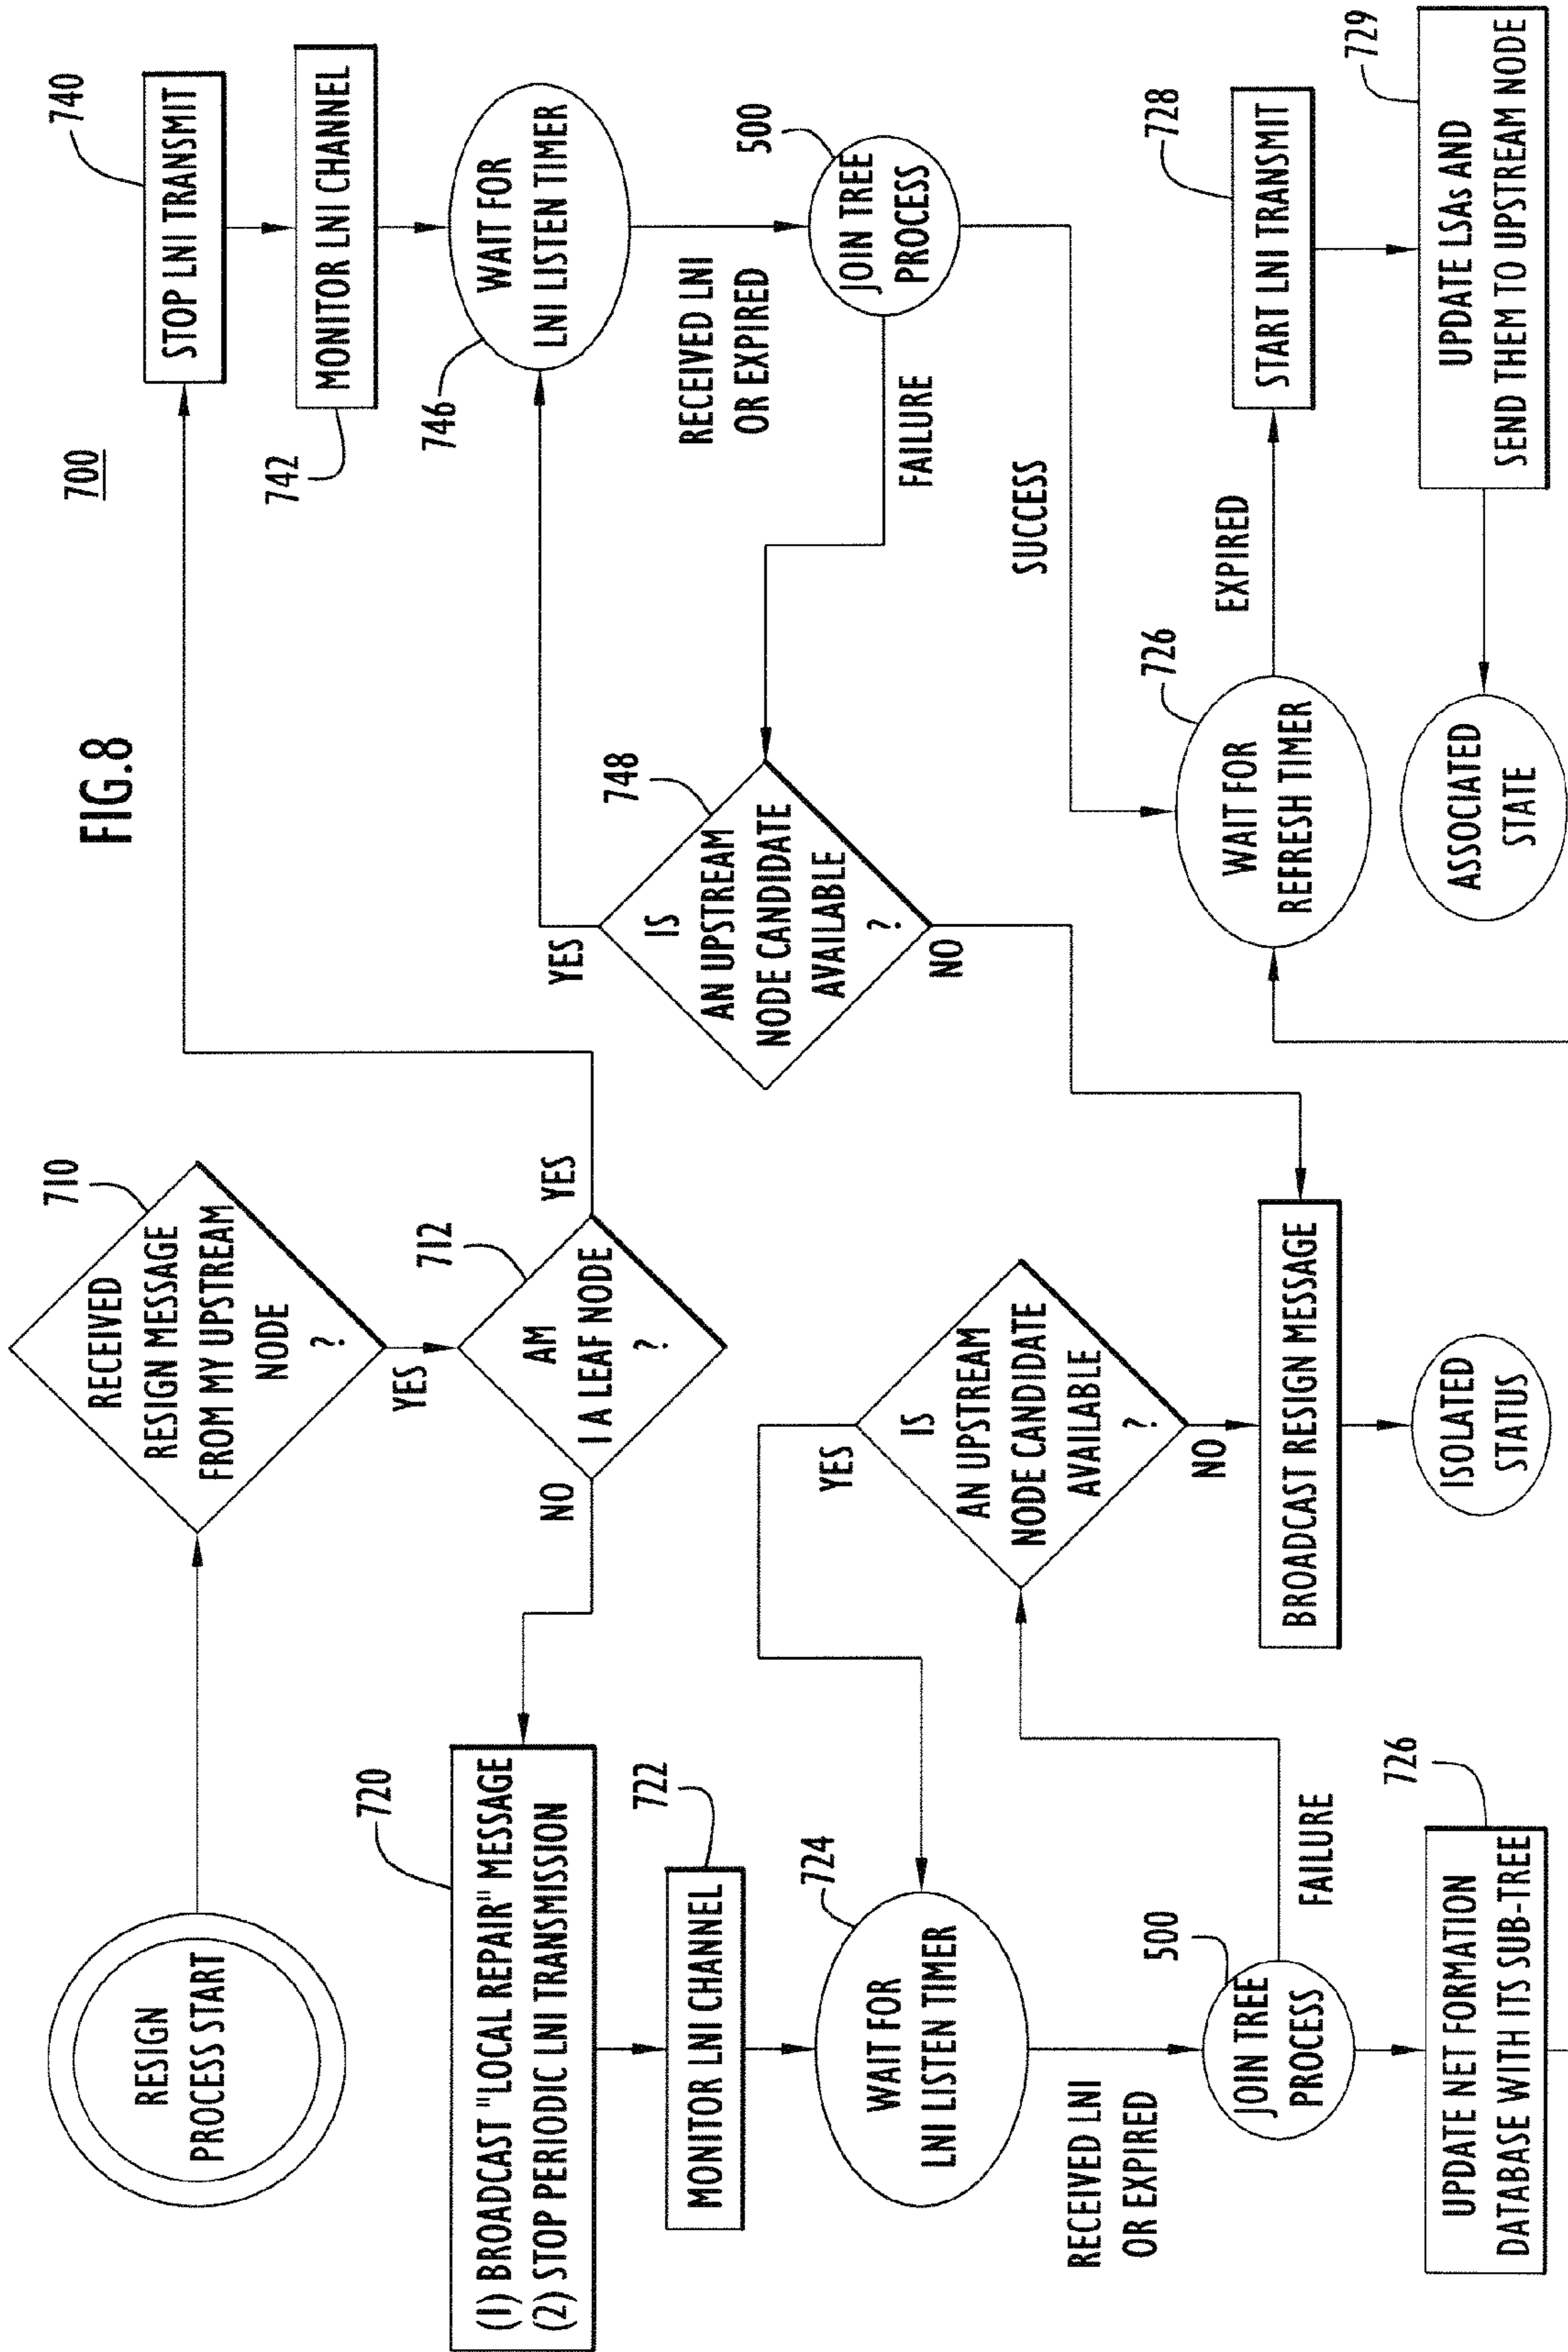 FIG.8
700
RESIGN
PROCESS START
710
RECEIVED
RESIGN MESSAGE
FROM MY UPSTREAM
NODE
?
YES
712
AM
I A LEAF NODE
?
YES
NO
740
STOP LNI TRANSMIT
742
MONITOR LNI CHANNEL
746
WAIT FOR
LNI LISTEN TIMER
RECEIVED LNI
OR EXPIRED
500
JOIN TREE
PROCESS
FAILURE
SUCCESS
748
IS
AN UPSTREAM
NODE CANDIDATE
AVAILABLE
?
YES
NO
720
(1) BROADCAST "LOCAL REPAIR" MESSAGE
(2) STOP PERIODIC LNI TRANSMISSION
722
MONITOR LNI CHANNEL
724
WAIT FOR
LNI LISTEN TIMER
RECEIVED LNI
OR EXPIRED
500
JOIN TREE
PROCESS
FAILURE
IS
AN UPSTREAM
NODE CANDIDATE
AVAILABLE
?
YES
NO
BROADCAST RESIGN MESSAGE
ISOLATED
STATUS
726
UPDATE NET FORMATION
DATABASE WITH ITS SUB-TREE
726
WAIT FOR
REFRESH TIMER
EXPIRED
728
START LNI TRANSMIT
729
UPDATE LSAs AND
SEND THEM TO UPSTREAM NODE
ASSOCIATED
STATE